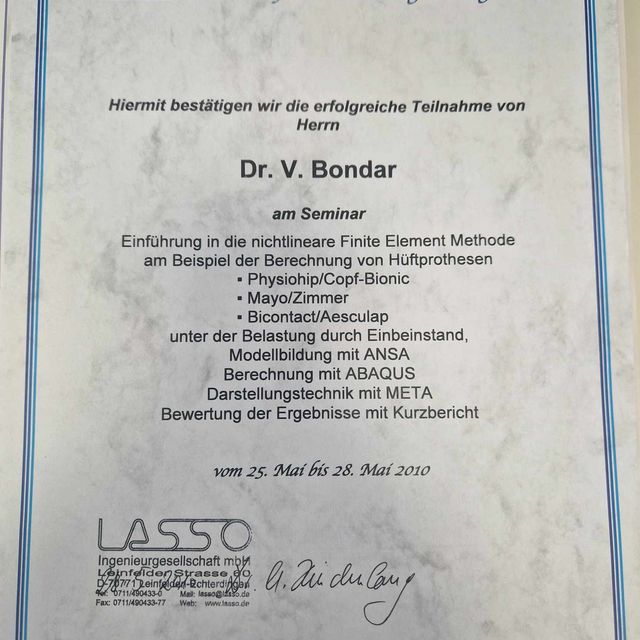 Hiermit bestätigen wir die erfolgreiche Teilnahme von
Herrn
Dr. V. Bondar
am Seminar
Einführung in die nichtlineare Finite Element Methode
am Beispiel der Berechnung von Hüftprothesen
▪ Physiohip/Copf-Bionic
▪ Mayo/Zimmer
▪ Bicontact/Aesculap
unter der Belastung durch Einbeinstand,
Modellbildung mit ANSA
Berechnung mit ABAQUS
Darstellungstechnik mit META
Bewertung der Ergebnisse mit Kurzbericht
vom 25. Mai bis 28. Mai 2010
LASSO
Ingenieurgesellschaft mbH
Leinfelder Strasse 60
D-70771 Leinfelden-Echterdingen
Tel: 0711/490433-0 Mail: lasso@lasso.de
Fax: 0711/490433-77 Web: www.lasso.de